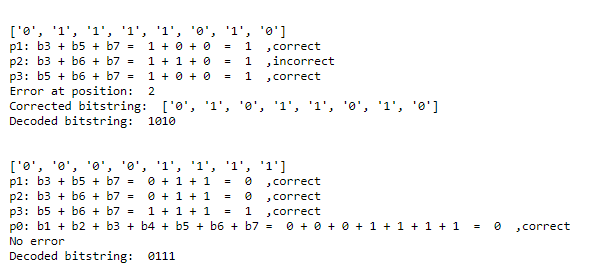 ['0', '1', '1', '1', '1', '0', '1', '0']
p1: b3 + b5 + b7 =  1 + 0 + 0  =  1  ,correct
p2: b3 + b6 + b7 =  1 + 1 + 0  =  0  ,incorrect
p3: b5 + b6 + b7 =  1 + 0 + 0  =  1  ,correct
Error at position:  2
Corrected bitstring:  ['0', '1', '0', '1', '1', '0', '1', '0']
Decoded bitstring:  1010
['0', '0', '0', '0', '1', '1', '1', '1']
p1: b3 + b5 + b7 =  0 + 1 + 1  =  0  ,correct
p2: b3 + b6 + b7 =  0 + 1 + 1  =  0  ,correct
p3: b5 + b6 + b7 =  1 + 1 + 1  =  1  ,correct
p0: b1 + b2 + b3 + b4 + b5 + b6 + b7 =  0 + 0 + 0 + 1 + 1 + 1 + 1  =  0  ,correct
No error
Decoded bitstring:  0111